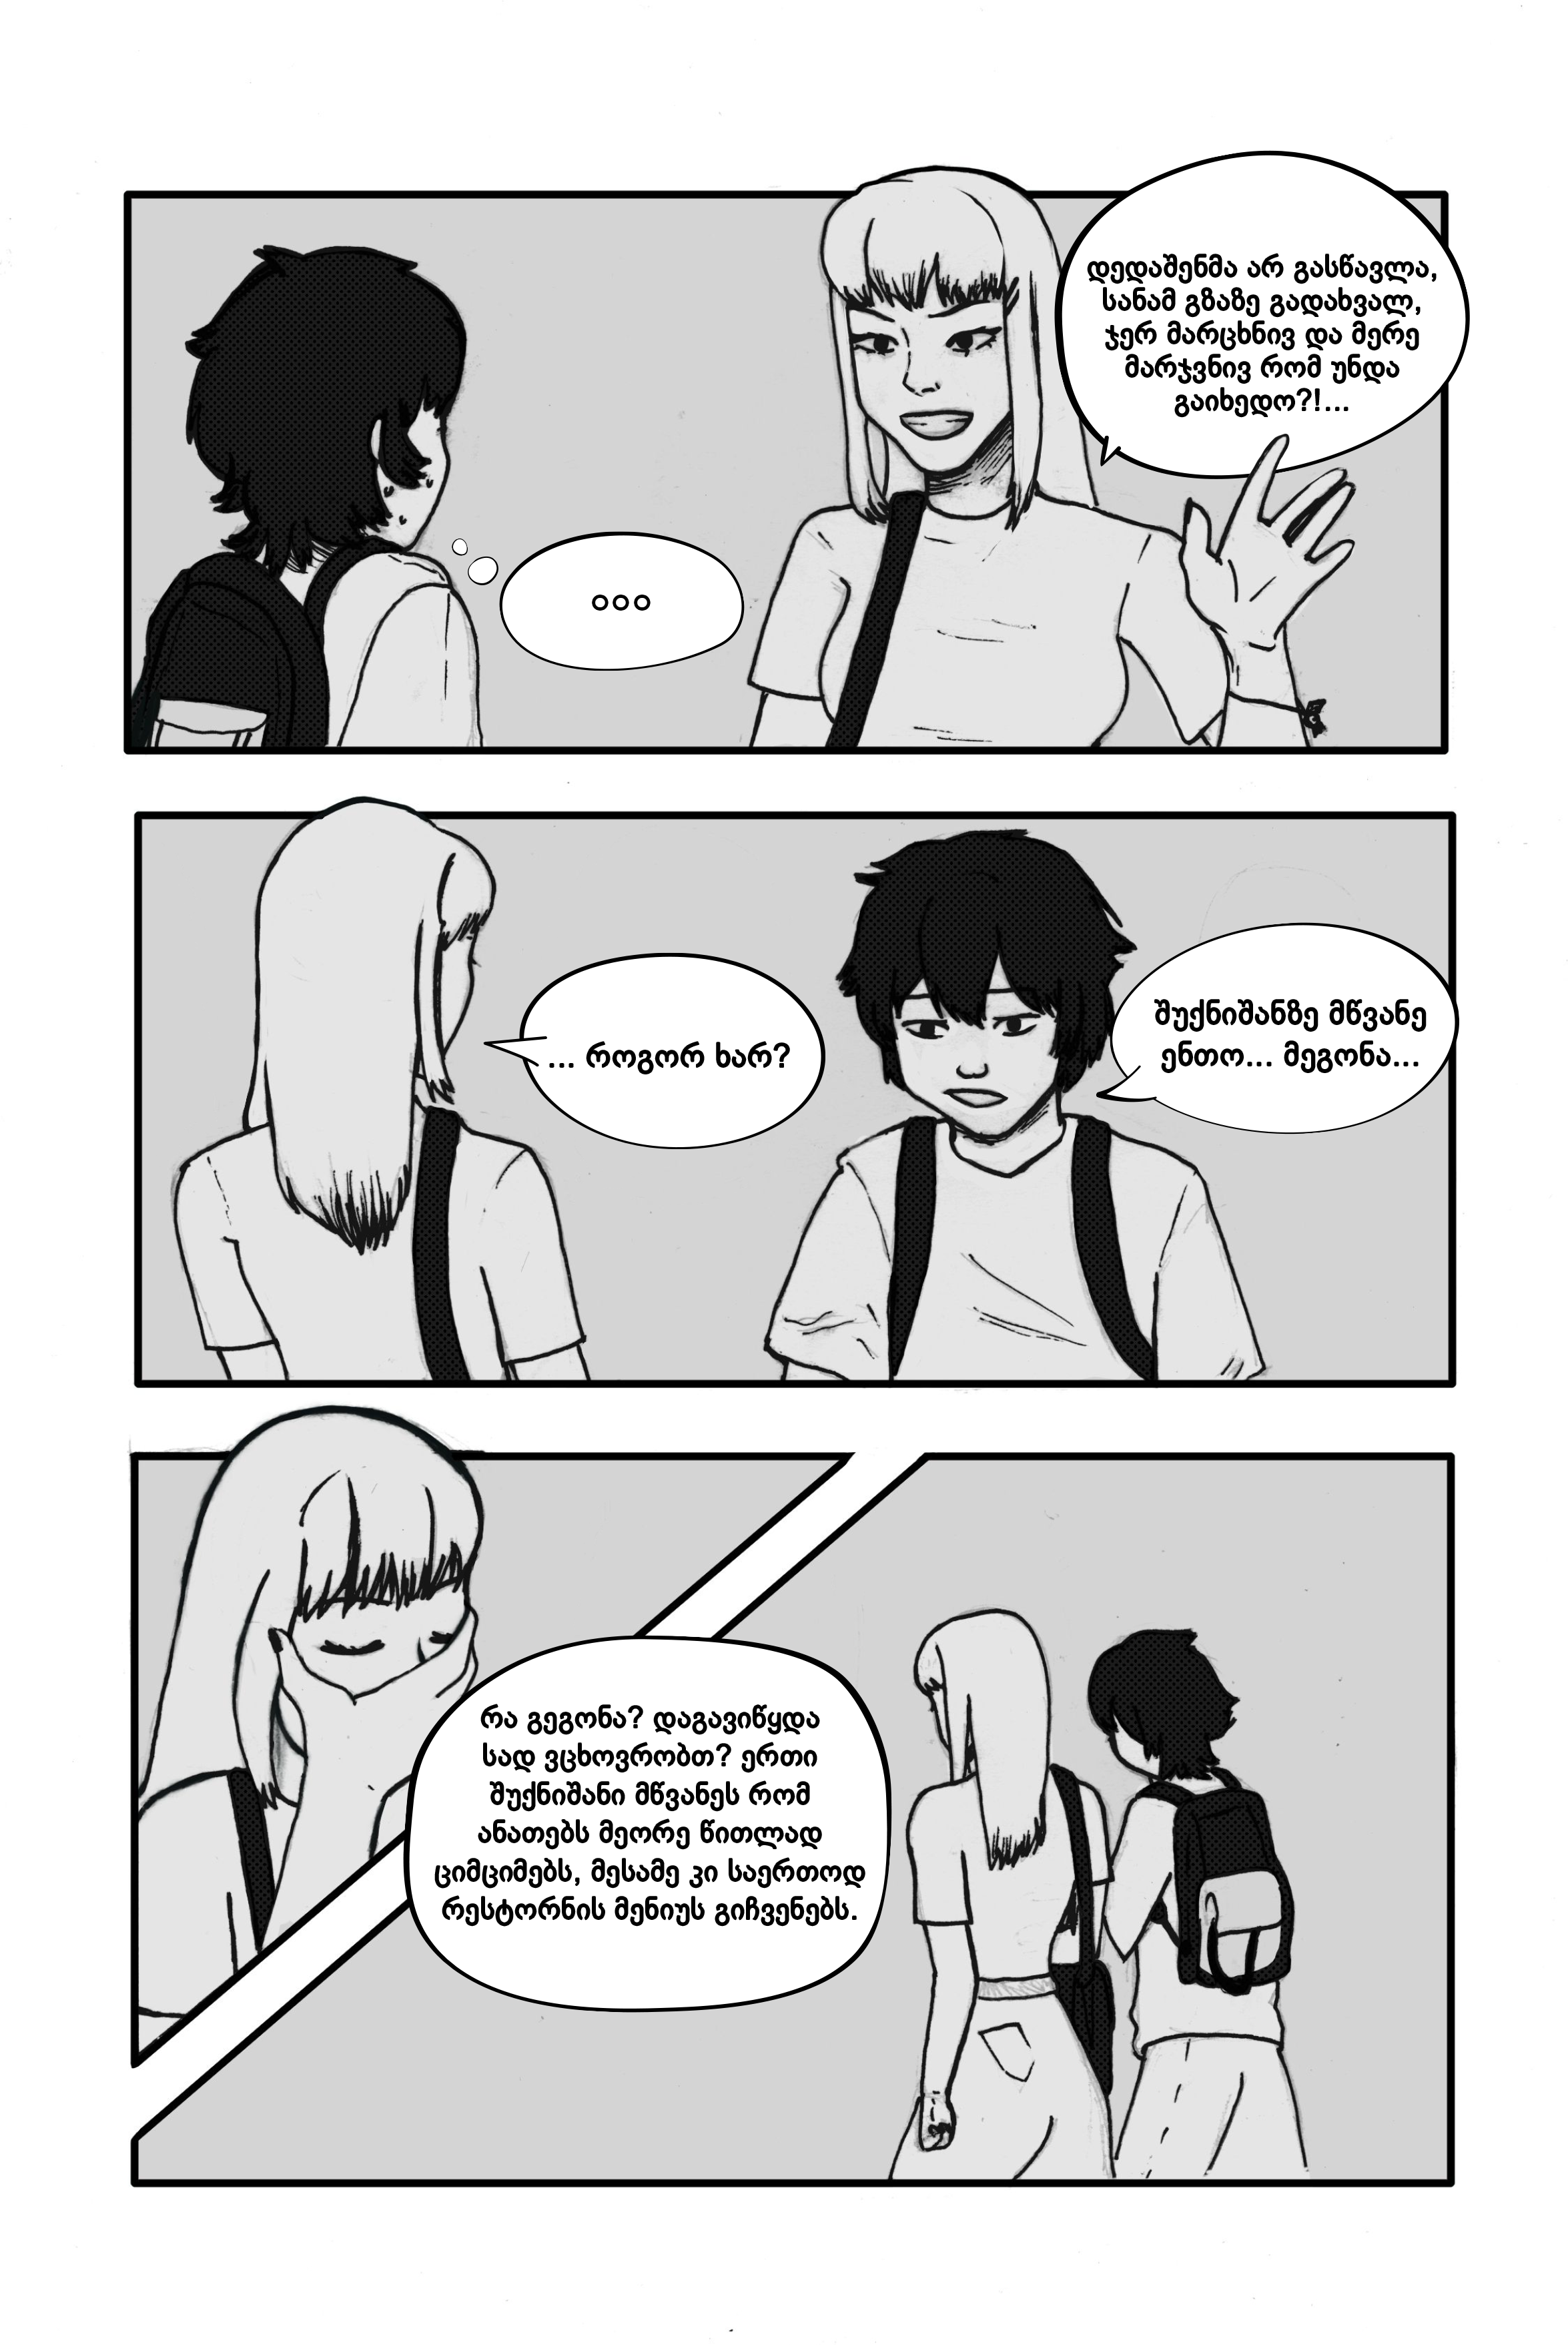 დედაშენმა არ გასწავლა,
სანამ გზაზე გადახვალ,
ჯერ მარცხნივ და მერე
მარჯვნივ რომ უნდა
გაიხედო?!...
ooo
... როგორ ხარ?
შუქნიშანზე მწვანე
ენთო... მეგონა...
რა გეგონა? დაგავიწყდა
სად ვცხოვრობთ? ერთი
შუქნიშანი მწვანეს რომ
ანათებს მეორე წითლად
ციმციმებს, მესამე კი საერთოდ
რესტორნის მენიუს გიჩვენებს.